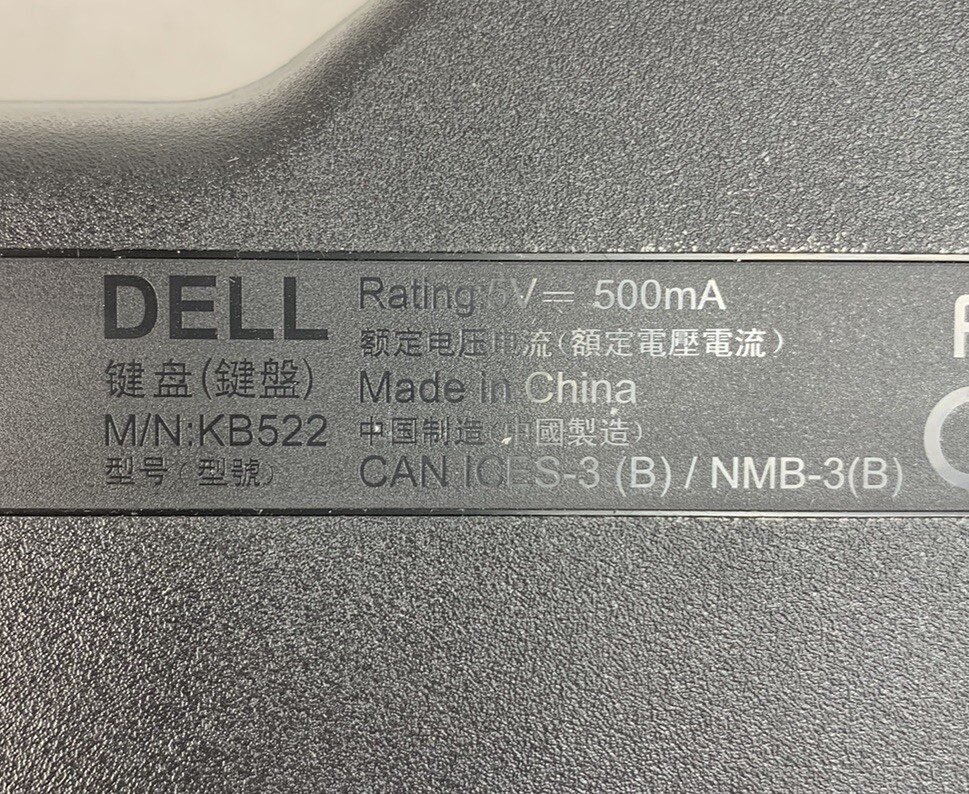 DELL
键盘(鍵盤)
M/N:KB522
型号(型號)
Rating:5V⎓ 500mA
额定电压电流(額定電壓電流)
Made in China
中国制造(中國製造)
CAN ICES-3 (B) / NMB-3(B)